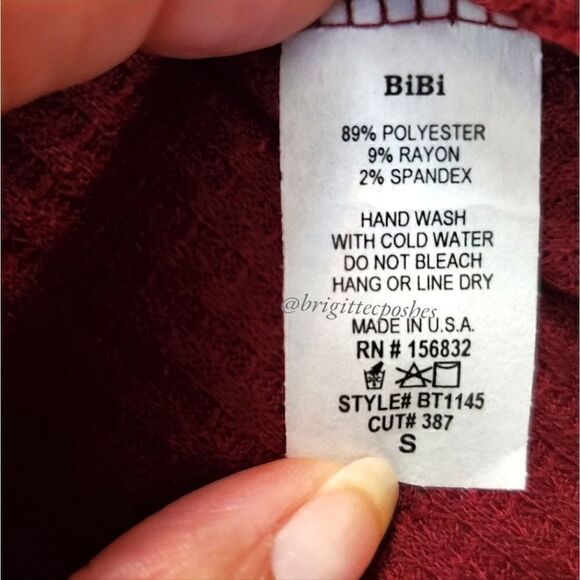 BiBi
89% POLYESTER
9% RAYON
2% SPANDEX
HAND WASH
WITH COLD WATER
DO NOT BLEACH
HANG OR LINE DRY
@brigittecposhes
MADE IN U.S.A.
RN # 156832
STYLE# BT1145
CUT# 387
S